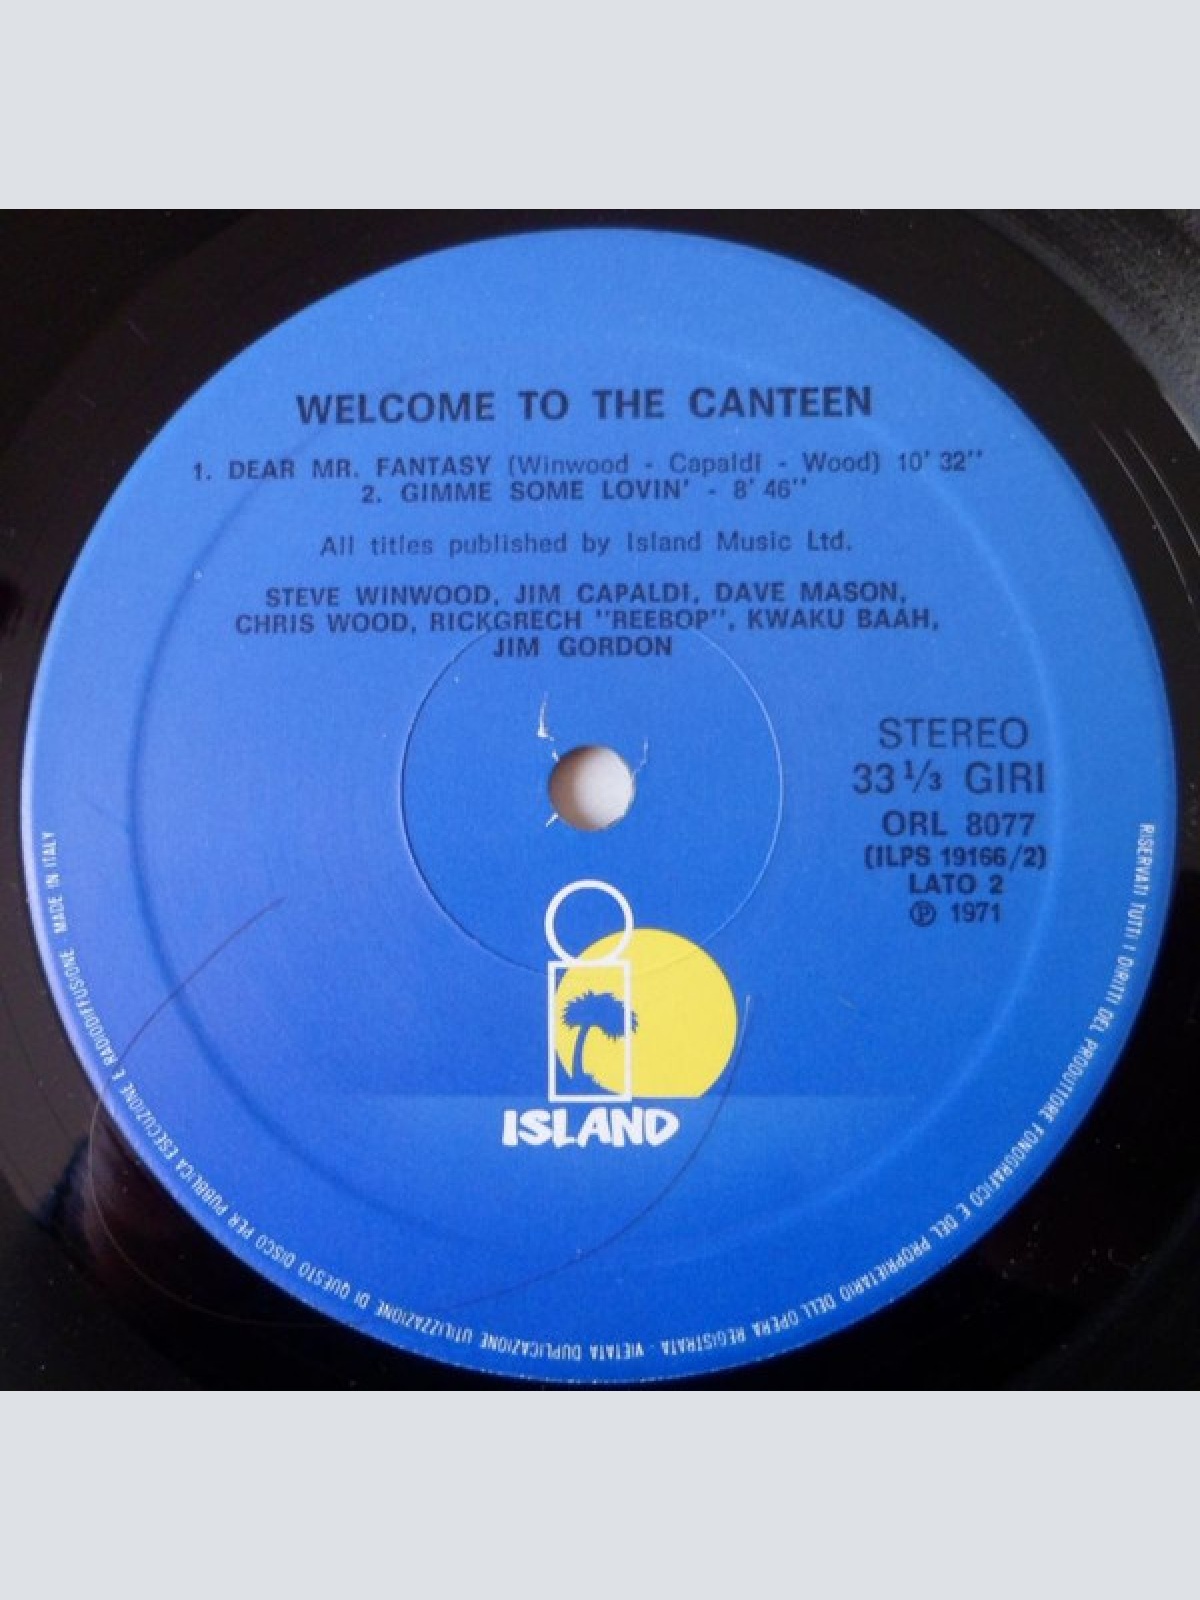 WELCOME TO THE CANTEEN
1. DEAR MR. FANTASY (Winwood - Capaldi - Wood) 10' 32''
2. GIMME SOME LOVIN' - 8' 46''
All titles published by Island Music Ltd.
STEVE WINWOOD, JIM CAPALDI, DAVE MASON,
CHRIS WOOD, RICKGRECH ''REEBOP'', KWAKU BAAH,
JIM GORDON
STEREO
33 1/3 GIRI
ORL 8077
(ILPS 19166/2)
LATO 2
℗ 1971
ISLAND
RISERVATI TUTTI I DIRITTI DEL PRODUTTORE FONOGRAFICO E DEL PROPRIETARIO DELL'OPERA REGISTRATA - VIETATA DUPLICAZIONE UTILIZZAZIONE DI QUESTO DISCO PER PUBBLICA ESECUZIONE E RADIODIFFUSIONE MADE IN ITALY